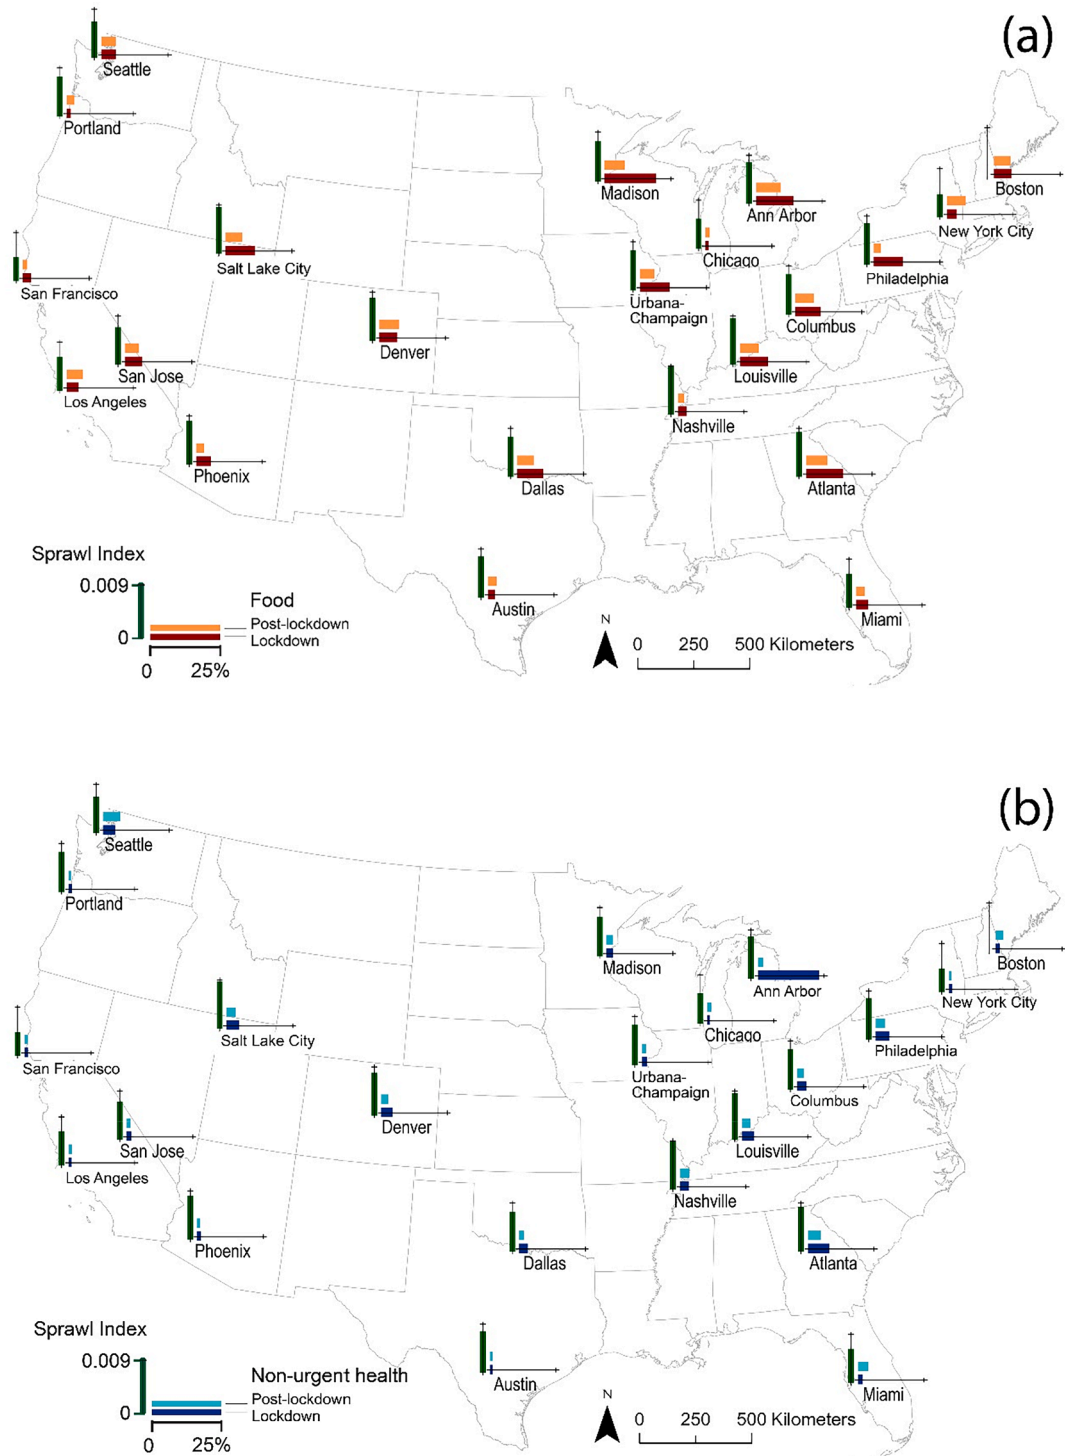 (a)
Seattle
Portland
Madison
Ann Arbor
Boston
New York City
Salt Lake City
Chicago
Philadelphia
San Francisco
Urbana-
Champaign
Columbus
Denver
San Jose
Louisville
Los Angeles
Nashville
Phoenix
Dallas
Atlanta
Sprawl Index
0.009
Food
Post-lockdown
Lockdown
0
0
25%
Austin
N
0 250 500 Kilometers
Miami
(b)
Seattle
Portland
Madison
Ann Arbor
Boston
New York City
Salt Lake City
Chicago
Philadelphia
San Francisco
Urbana-
Champaign
Columbus
Denver
San Jose
Louisville
Los Angeles
Nashville
Phoenix
Dallas
Atlanta
Sprawl Index
0.009
Non-urgent health
Post-lockdown
Lockdown
0
0
25%
Austin
N
0 250 500 Kilometers
Miami